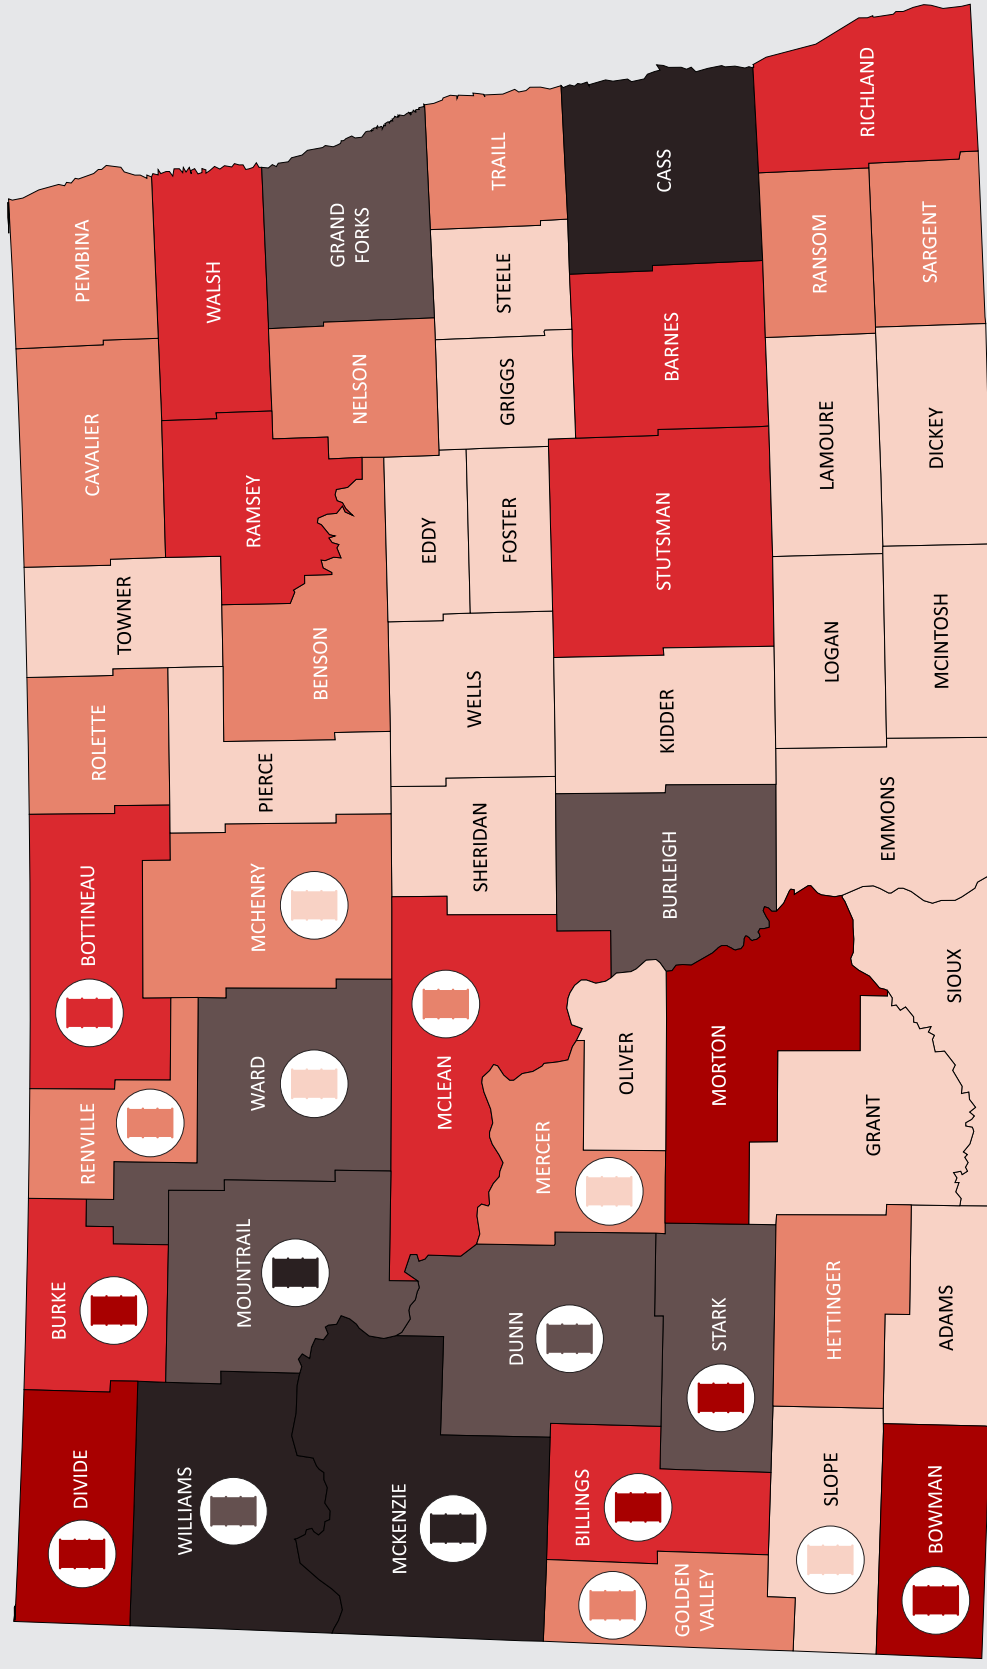 DIVIDE
BURKE
RENVILLE
BOTTINEAU
ROLETTE
TOWNER
CAVALIER
PEMBINA
WILLIAMS
MOUNTRAIL
WARD
MCHENRY
PIERCE
BENSON
RAMSEY
WALSH
NELSON
GRAND
FORKS
MCKENZIE
DUNN
MERCER
MCLEAN
SHERIDAN
WELLS
EDDY
FOSTER
GRIGGS
STEELE
TRAILL
GOLDEN
VALLEY
BILLINGS
STARK
MORTON
OLIVER
BURLEIGH
KIDDER
STUTSMAN
BARNES
CASS
SLOPE
HETTINGER
GRANT
EMMONS
LOGAN
LAMOURE
RANSOM
RICHLAND
BOWMAN
ADAMS
SIOUX
MCINTOSH
DICKEY
SARGENT